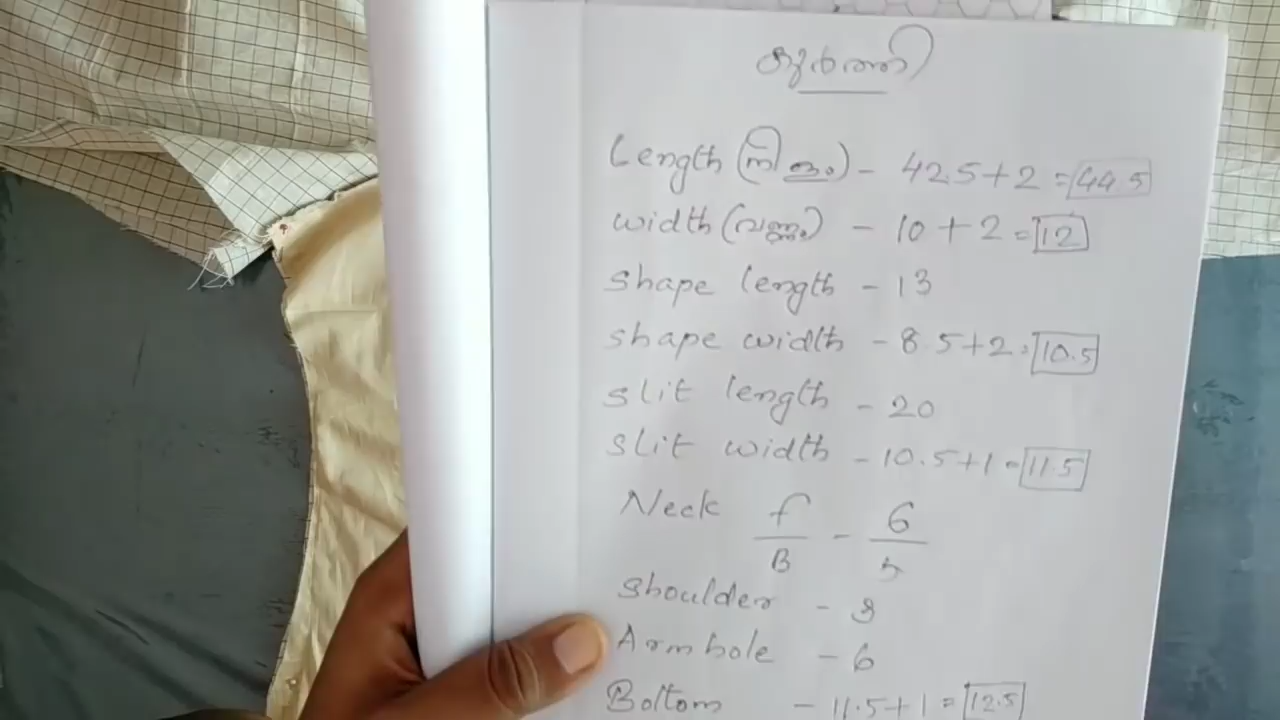 കുർത്തി
Length (നീളം) - 42.5+2 = 44.5
width (വണ്ണം) - 10 + 2 = 12
shape length - 13
shape width - 8.5+2 = 10.5
slit length - 20
slit width - 10.5+1 = 11.5
Neck f/B - 6/5
shoulder - 8
Armhole - 6
Bottom - 11.5+1 = 12.5